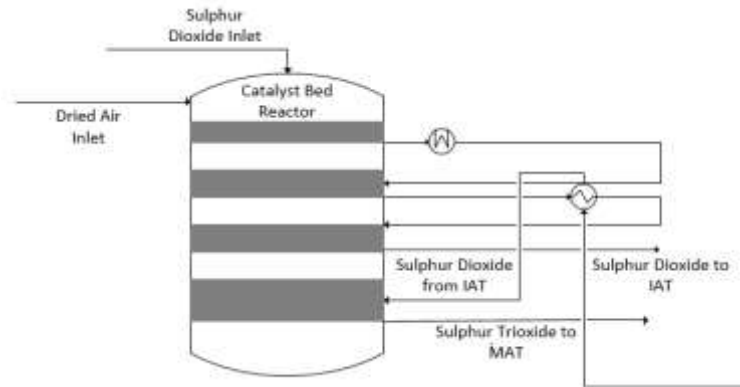 Sulphur
Dioxide Inlet
Catalyst Bed
Reactor
Dried Air
Inlet
Sulphur Dioxide
from IAT
Sulphur Dioxide to
IAT
Sulphur Trioxide to
MAT